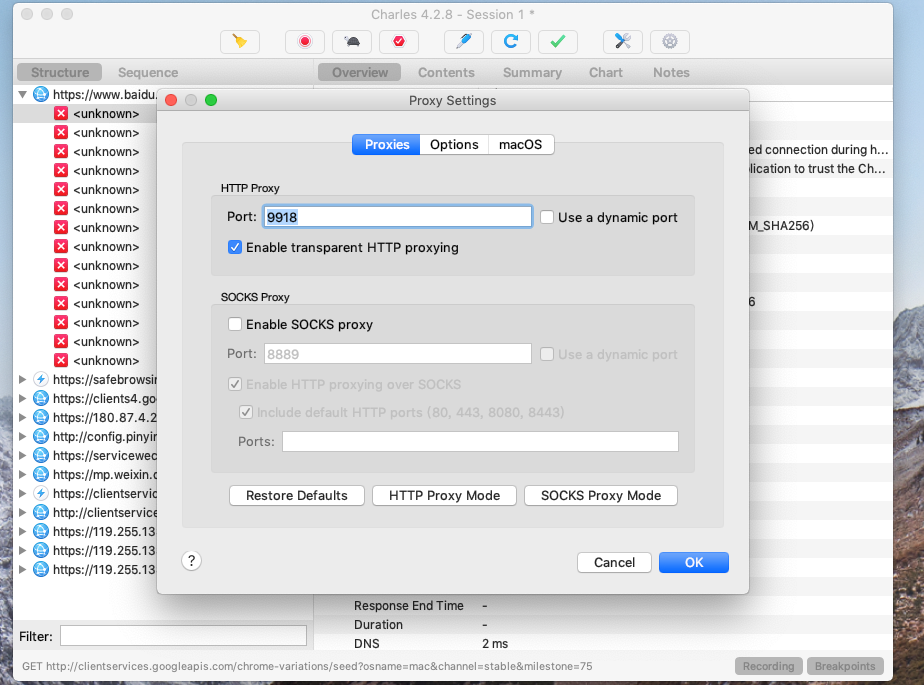 Charles 4.2.8 - Session 1 *
Structure
Sequence
Overview
Contents
Summary
Chart
Notes
https://www.baidu.
<unknown>
<unknown>
<unknown>
<unknown>
<unknown>
<unknown>
<unknown>
<unknown>
<unknown>
<unknown>
<unknown>
<unknown>
<unknown>
<unknown>
https://safebrowsin
https://clients4.go
https://180.87.4.2
http://config.pinyin
https://servicewec
https://mp.weixin.c
https://clientservic
http://clientservice
https://119.255.13
https://119.255.13
https://119.255.13
Filter:
ed connection during h...
lication to trust the Ch...
M_SHA256)
6
Proxy Settings
Proxies
Options
macOS
HTTP Proxy
Port: 9918
Use a dynamic port
Enable transparent HTTP proxying
SOCKS Proxy
Enable SOCKS proxy
Port: 8889
Use a dynamic port
Enable HTTP proxying over SOCKS
Include default HTTP ports (80, 443, 8080, 8443)
Ports:
Restore Defaults
HTTP Proxy Mode
SOCKS Proxy Mode
?
Cancel
OK
Response End Time -
Duration -
DNS 2 ms
GET http://clientservices.googleapis.com/chrome-variations/seed?osname=mac&channel=stable&milestone=75
Recording
Breakpoints